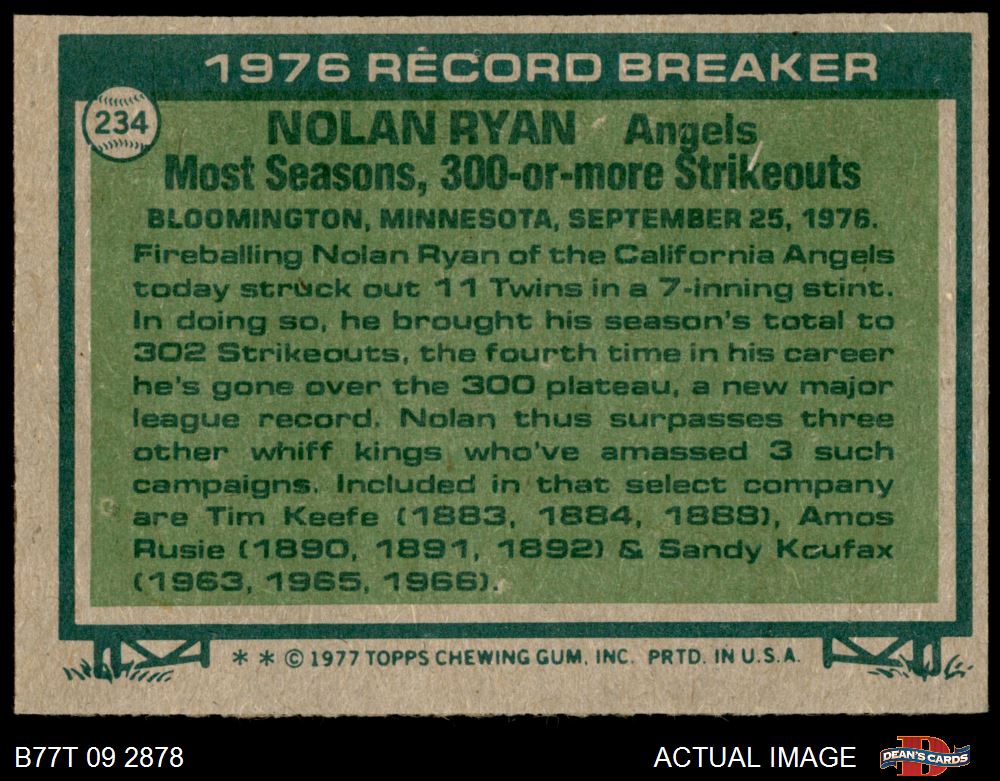 1976 RECORD BREAKER
234
NOLAN RYAN Angels
Most Seasons, 300-or-more Strikeouts
BLOOMINGTON, MINNESOTA, SEPTEMBER 25, 1976.
Fireballing Nolan Ryan of the California Angels
today struck out 11 Twins in a 7-inning stint.
In doing so, he brought his season's total to
302 Strikeouts, the fourth time in his career
he's gone over the 300 plateau, a new major
league record. Nolan thus surpasses three
other whiff kings who've amassed 3 such
campaigns. Included in that select company
are Tim Keefe (1883, 1884, 1888), Amos
Rusie (1890, 1891, 1892) & Sandy Koufax
(1963, 1965, 1966).
* * © 1977 TOPPS CHEWING GUM, INC. PRTD. IN U.S.A.
B77T 09 2878
ACTUAL IMAGE
DEAN'S CARDS